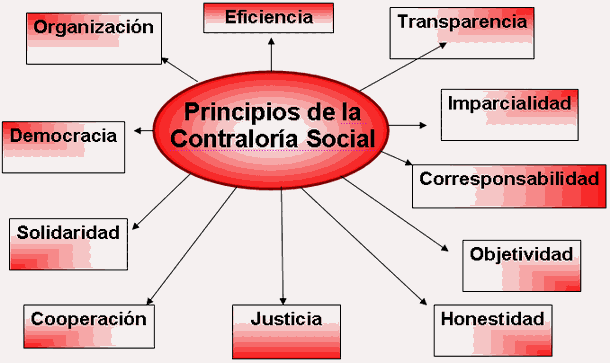 Organización
Eficiencia
Transparencia
Principios de la
Contraloría Social
Imparcialidad
Democracia
Corresponsabilidad
Solidaridad
Objetividad
Cooperación
Justicia
Honestidad